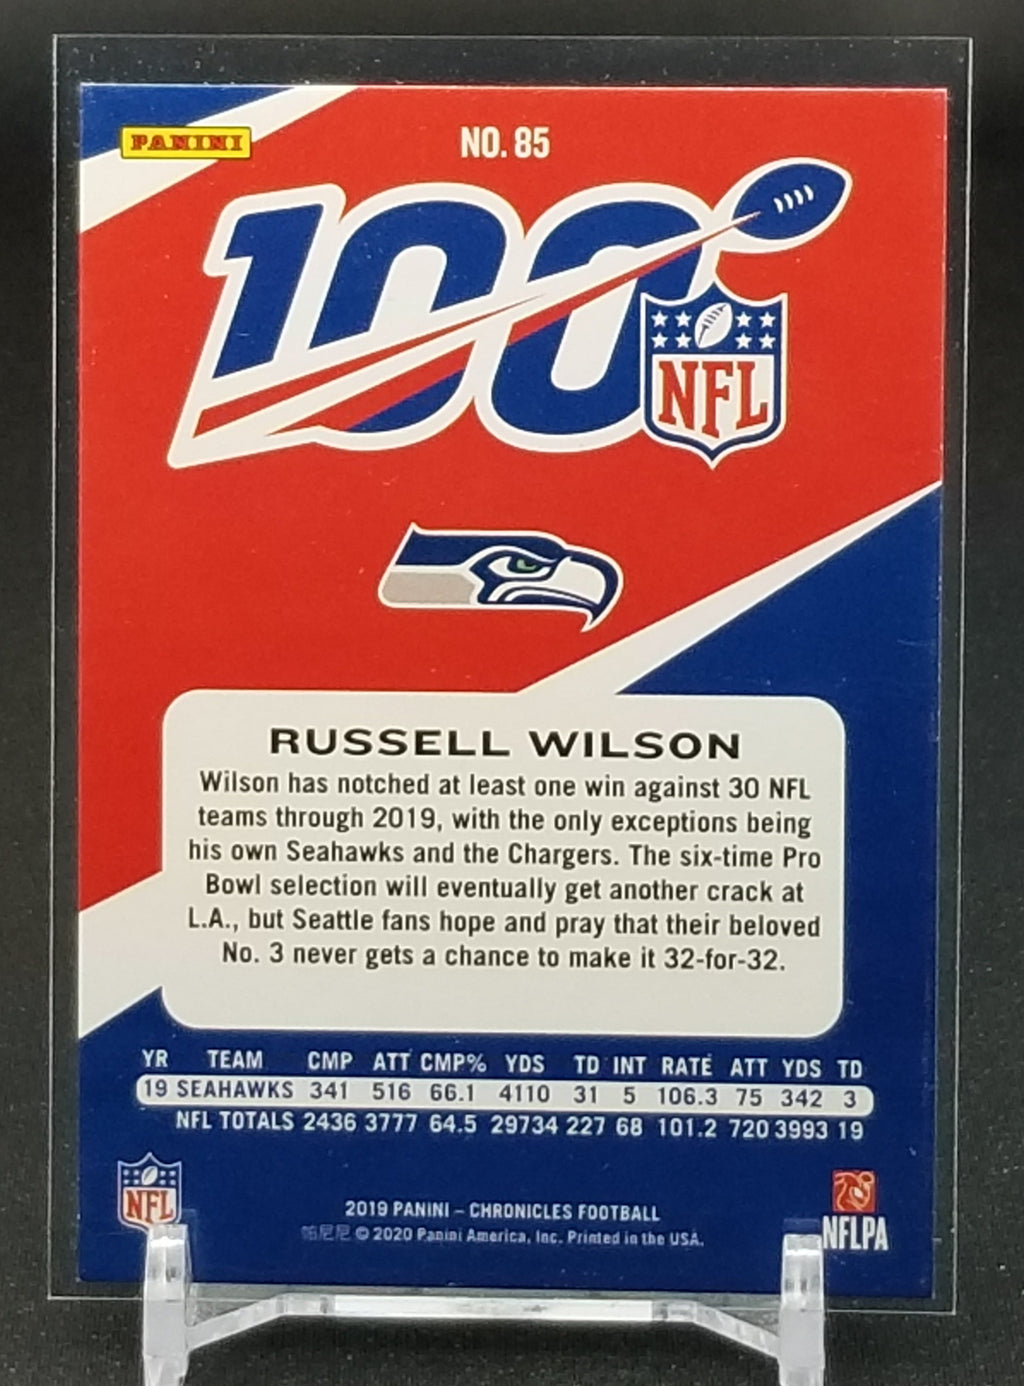 PANINI
NO. 85
100
NFL
RUSSELL WILSON
Wilson has notched at least one win against 30 NFL
teams through 2019, with the only exceptions being
his own Seahawks and the Chargers. The six-time Pro
Bowl selection will eventually get another crack at
L.A., but Seattle fans hope and pray that their beloved
No. 3 never gets a chance to make it 32-for-32.
YR TEAM CMP ATT CMP% YDS TD INT RATE ATT YDS TD
19 SEAHAWKS 341 516 66.1 4110 31 5 106.3 75 342 3
NFL TOTALS 2436 3777 64.5 29734 227 68 101.2 720 3993 19
NFL
2019 PANINI – CHRONICLES FOOTBALL
帕尼尼 © 2020 Panini America, Inc. Printed in the USA.
NFLPA